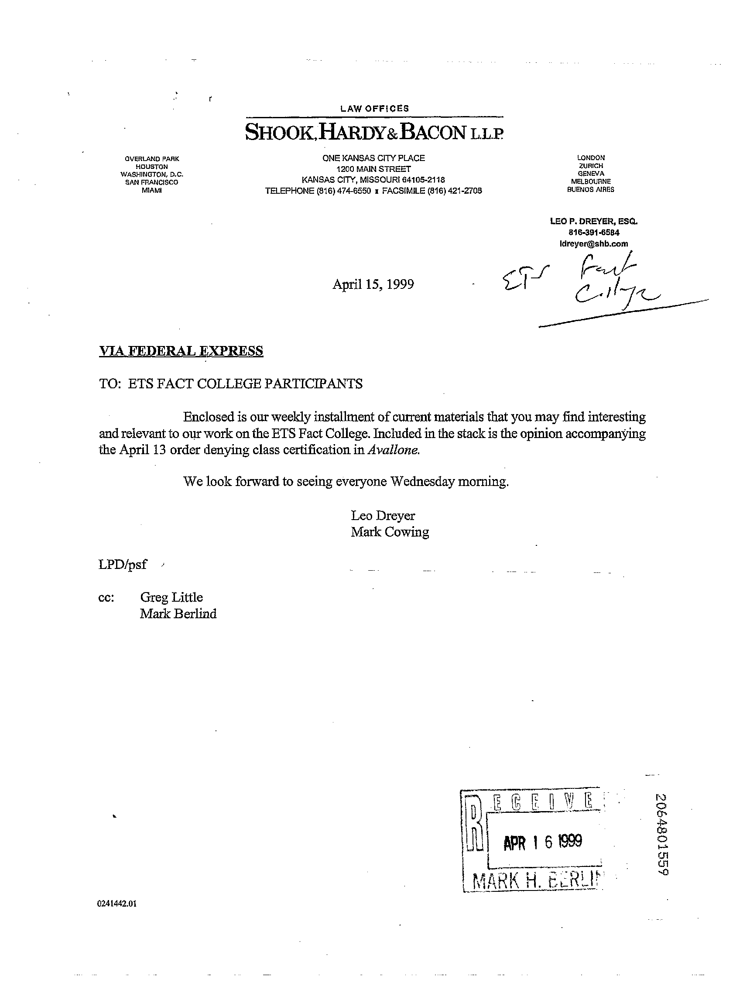 LAW OFFICES
SHOOK, HARDY & BACON L.L.P.
OVERLAND PARK
HOUSTON
WASHINGTON, D.C.
SAN FRANCISCO
MIAMI
ONE KANSAS CITY PLACE
1200 MAIN STREET
KANSAS CITY, MISSOURI 64105-2118
TELEPHONE (816) 474-6550 ■ FACSIMILE (816) 421-2708
LONDON
ZURICH
GENEVA
MELBOURNE
BUENOS AIRES
LEO P. DREYER, ESQ.
816-391-6584
ldreyer@shb.com
April 15, 1999
ETS Fact
College
VIA FEDERAL EXPRESS
TO: ETS FACT COLLEGE PARTICIPANTS
Enclosed is our weekly installment of current materials that you may find interesting
and relevant to our work on the ETS Fact College. Included in the stack is the opinion accompanying
the April 13 order denying class certification in Avallone.
We look forward to seeing everyone Wednesday morning.
Leo Dreyer
Mark Cowing
LPD/psf
cc: Greg Little
Mark Berlind
RECEIVE
APR 16 1999
MARK H. BERLIN
2064801559
0241442.01